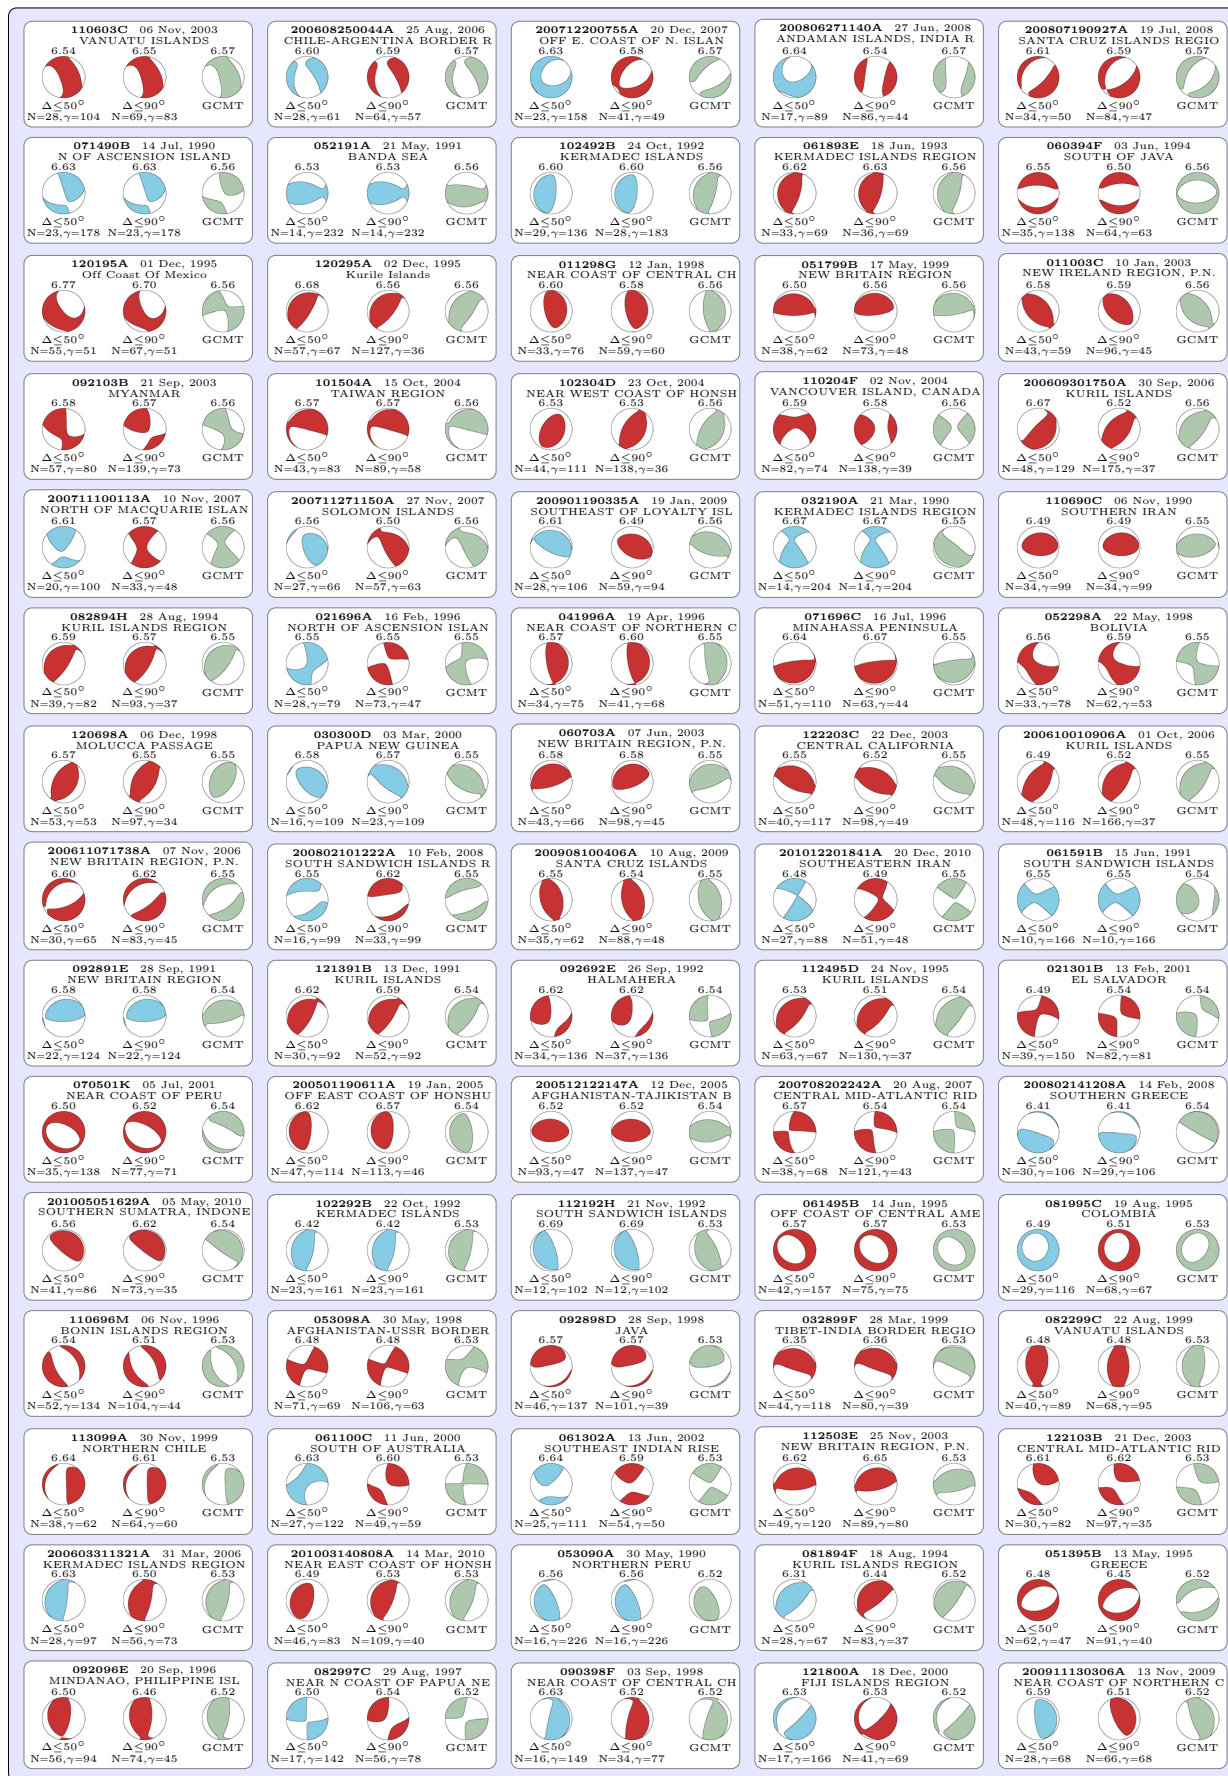 110603C 06 Nov, 2003
VANUATU ISLANDS
6.54 6.55 6.57
Δ≤50° Δ≤90° GCMT
N=28,γ=104 N=69,γ=83
200608250044A 25 Aug, 2006
CHILE-ARGENTINA BORDER R
6.60 6.59 6.57
Δ≤50° Δ≤90° GCMT
N=28,γ=61 N=64,γ=57
200712200755A 20 Dec, 2007
OFF E. COAST OF N. ISLAN
6.63 6.58 6.57
Δ≤50° Δ≤90° GCMT
N=23,γ=158 N=41,γ=49
200806271140A 27 Jun, 2008
ANDAMAN ISLANDS, INDIA R
6.64 6.54 6.57
Δ≤50° Δ≤90° GCMT
N=17,γ=89 N=86,γ=44
200807190927A 19 Jul, 2008
SANTA CRUZ ISLANDS REGIO
6.61 6.59 6.57
Δ≤50° Δ≤90° GCMT
N=34,γ=50 N=84,γ=47
071490B 14 Jul, 1990
N OF ASCENSION ISLAND
6.63 6.63 6.56
Δ≤50° Δ≤90° GCMT
N=23,γ=178 N=23,γ=178
052191A 21 May, 1991
BANDA SEA
6.53 6.53 6.56
Δ≤50° Δ≤90° GCMT
N=14,γ=232 N=14,γ=232
102492B 24 Oct, 1992
KERMADEC ISLANDS
6.60 6.60 6.56
Δ≤50° Δ≤90° GCMT
N=29,γ=136 N=28,γ=183
061893E 18 Jun, 1993
KERMADEC ISLANDS REGION
6.62 6.63 6.56
Δ≤50° Δ≤90° GCMT
N=33,γ=69 N=36,γ=69
060394F 03 Jun, 1994
SOUTH OF JAVA
6.55 6.50 6.56
Δ≤50° Δ≤90° GCMT
N=35,γ=138 N=64,γ=63
120195A 01 Dec, 1995
Off Coast Of Mexico
6.77 6.70 6.56
Δ≤50° Δ≤90° GCMT
N=55,γ=51 N=67,γ=51
120295A 02 Dec, 1995
Kurile Islands
6.68 6.56 6.56
Δ≤50° Δ≤90° GCMT
N=57,γ=67 N=127,γ=36
011298G 12 Jan, 1998
NEAR COAST OF CENTRAL CH
6.60 6.58 6.56
Δ≤50° Δ≤90° GCMT
N=33,γ=76 N=59,γ=60
051799B 17 May, 1999
NEW BRITAIN REGION
6.50 6.56 6.56
Δ≤50° Δ≤90° GCMT
N=38,γ=62 N=73,γ=48
011003C 10 Jan, 2003
NEW IRELAND REGION, P.N.
6.58 6.59 6.56
Δ≤50° Δ≤90° GCMT
N=43,γ=59 N=96,γ=45
092103B 21 Sep, 2003
MYANMAR
6.58 6.57 6.56
Δ≤50° Δ≤90° GCMT
N=57,γ=80 N=139,γ=73
101504A 15 Oct, 2004
TAIWAN REGION
6.57 6.57 6.56
Δ≤50° Δ≤90° GCMT
N=43,γ=83 N=89,γ=58
102304D 23 Oct, 2004
NEAR WEST COAST OF HONSH
6.53 6.53 6.56
Δ≤50° Δ≤90° GCMT
N=44,γ=111 N=138,γ=36
110204F 02 Nov, 2004
VANCOUVER ISLAND, CANADA
6.59 6.58 6.56
Δ≤50° Δ≤90° GCMT
N=82,γ=74 N=138,γ=39
200609301750A 30 Sep, 2006
KURIL ISLANDS
6.67 6.52 6.56
Δ≤50° Δ≤90° GCMT
N=48,γ=129 N=175,γ=37
200711100113A 10 Nov, 2007
NORTH OF MACQUARIE ISLAN
6.61 6.57 6.56
Δ≤50° Δ≤90° GCMT
N=20,γ=100 N=33,γ=48
200711271150A 27 Nov, 2007
SOLOMON ISLANDS
6.56 6.50 6.56
Δ≤50° Δ≤90° GCMT
N=27,γ=66 N=57,γ=63
200901190335A 19 Jan, 2009
SOUTHEAST OF LOYALTY ISL
6.61 6.49 6.56
Δ≤50° Δ≤90° GCMT
N=28,γ=106 N=59,γ=94
032190A 21 Mar, 1990
KERMADEC ISLANDS REGION
6.67 6.67 6.55
Δ≤50° Δ≤90° GCMT
N=14,γ=204 N=14,γ=204
110690C 06 Nov, 1990
SOUTHERN IRAN
6.49 6.49 6.55
Δ≤50° Δ≤90° GCMT
N=34,γ=99 N=34,γ=99
082894H 28 Aug, 1994
KURIL ISLANDS REGION
6.59 6.57 6.55
Δ≤50° Δ≤90° GCMT
N=39,γ=82 N=93,γ=37
021696A 16 Feb, 1996
NORTH OF ASCENSION ISLAN
6.55 6.55 6.55
Δ≤50° Δ≤90° GCMT
N=28,γ=79 N=73,γ=47
041996A 19 Apr, 1996
NEAR COAST OF NORTHERN C
6.57 6.60 6.55
Δ≤50° Δ≤90° GCMT
N=34,γ=75 N=41,γ=68
071696C 16 Jul, 1996
MINAHASSA PENINSULA
6.64 6.67 6.55
Δ≤50° Δ≤90° GCMT
N=51,γ=110 N=63,γ=44
052298A 22 May, 1998
BOLIVIA
6.56 6.59 6.55
Δ≤50° Δ≤90° GCMT
N=33,γ=78 N=62,γ=53
120698A 06 Dec, 1998
MOLUCCA PASSAGE
6.57 6.55 6.55
Δ≤50° Δ≤90° GCMT
N=53,γ=53 N=97,γ=34
030300D 03 Mar, 2000
PAPUA NEW GUINEA
6.58 6.57 6.55
Δ≤50° Δ≤90° GCMT
N=16,γ=109 N=23,γ=109
060703A 07 Jun, 2003
NEW BRITAIN REGION, P.N.
6.58 6.58 6.55
Δ≤50° Δ≤90° GCMT
N=43,γ=66 N=98,γ=45
122203C 22 Dec, 2003
CENTRAL CALIFORNIA
6.55 6.52 6.55
Δ≤50° Δ≤90° GCMT
N=40,γ=117 N=98,γ=49
200610010906A 01 Oct, 2006
KURIL ISLANDS
6.49 6.52 6.55
Δ≤50° Δ≤90° GCMT
N=48,γ=116 N=166,γ=37
200611071738A 07 Nov, 2006
NEW BRITAIN REGION, P.N.
6.60 6.62 6.55
Δ≤50° Δ≤90° GCMT
N=30,γ=65 N=83,γ=45
200802101222A 10 Feb, 2008
SOUTH SANDWICH ISLANDS R
6.55 6.62 6.55
Δ≤50° Δ≤90° GCMT
N=16,γ=99 N=33,γ=99
200908100406A 10 Aug, 2009
SANTA CRUZ ISLANDS
6.55 6.54 6.55
Δ≤50° Δ≤90° GCMT
N=35,γ=62 N=88,γ=48
201012201841A 20 Dec, 2010
SOUTHEASTERN IRAN
6.48 6.49 6.55
Δ≤50° Δ≤90° GCMT
N=27,γ=88 N=51,γ=48
061591B 15 Jun, 1991
SOUTH SANDWICH ISLANDS
6.55 6.55 6.54
Δ≤50° Δ≤90° GCMT
N=10,γ=166 N=10,γ=166
092891E 28 Sep, 1991
NEW BRITAIN REGION
6.58 6.58 6.54
Δ≤50° Δ≤90° GCMT
N=22,γ=124 N=22,γ=124
121391B 13 Dec, 1991
KURIL ISLANDS
6.62 6.59 6.54
Δ≤50° Δ≤90° GCMT
N=30,γ=92 N=52,γ=92
092692E 26 Sep, 1992
HALMAHERA
6.62 6.62 6.54
Δ≤50° Δ≤90° GCMT
N=34,γ=136 N=37,γ=136
112495D 24 Nov, 1995
KURIL ISLANDS
6.53 6.51 6.54
Δ≤50° Δ≤90° GCMT
N=63,γ=67 N=130,γ=37
021301B 13 Feb, 2001
EL SALVADOR
6.49 6.54 6.54
Δ≤50° Δ≤90° GCMT
N=39,γ=150 N=82,γ=81
070501K 05 Jul, 2001
NEAR COAST OF PERU
6.50 6.52 6.54
Δ≤50° Δ≤90° GCMT
N=35,γ=138 N=77,γ=71
200501190611A 19 Jan, 2005
OFF EAST COAST OF HONSHU
6.62 6.57 6.54
Δ≤50° Δ≤90° GCMT
N=47,γ=114 N=113,γ=46
200512122147A 12 Dec, 2005
AFGHANISTAN-TAJIKISTAN B
6.52 6.52 6.54
Δ≤50° Δ≤90° GCMT
N=93,γ=47 N=137,γ=47
200708202242A 20 Aug, 2007
CENTRAL MID-ATLANTIC RID
6.57 6.54 6.54
Δ≤50° Δ≤90° GCMT
N=38,γ=68 N=121,γ=43
200802141208A 14 Feb, 2008
SOUTHERN GREECE
6.41 6.41 6.54
Δ≤50° Δ≤90° GCMT
N=30,γ=106 N=29,γ=106
201005051629A 05 May, 2010
SOUTHERN SUMATRA, INDONE
6.56 6.62 6.54
Δ≤50° Δ≤90° GCMT
N=41,γ=86 N=73,γ=35
102292B 22 Oct, 1992
KERMADEC ISLANDS
6.42 6.42 6.53
Δ≤50° Δ≤90° GCMT
N=23,γ=161 N=23,γ=161
112192H 21 Nov, 1992
SOUTH SANDWICH ISLANDS
6.69 6.69 6.53
Δ≤50° Δ≤90° GCMT
N=12,γ=102 N=12,γ=102
061495B 14 Jun, 1995
OFF COAST OF CENTRAL AME
6.57 6.57 6.53
Δ≤50° Δ≤90° GCMT
N=42,γ=157 N=75,γ=75
081995C 19 Aug, 1995
COLOMBIA
6.49 6.51 6.53
Δ≤50° Δ≤90° GCMT
N=29,γ=116 N=68,γ=67
110696M 06 Nov, 1996
BONIN ISLANDS REGION
6.54 6.51 6.53
Δ≤50° Δ≤90° GCMT
N=52,γ=134 N=104,γ=44
053098A 30 May, 1998
AFGHANISTAN-USSR BORDER
6.48 6.48 6.53
Δ≤50° Δ≤90° GCMT
N=71,γ=69 N=106,γ=63
092898D 28 Sep, 1998
JAVA
6.57 6.57 6.53
Δ≤50° Δ≤90° GCMT
N=46,γ=137 N=101,γ=39
032899F 28 Mar, 1999
TIBET-INDIA BORDER REGIO
6.35 6.36 6.53
Δ≤50° Δ≤90° GCMT
N=44,γ=118 N=80,γ=39
082299C 22 Aug, 1999
VANUATU ISLANDS
6.48 6.48 6.53
Δ≤50° Δ≤90° GCMT
N=40,γ=89 N=68,γ=95
113099A 30 Nov, 1999
NORTHERN CHILE
6.64 6.61 6.53
Δ≤50° Δ≤90° GCMT
N=38,γ=62 N=64,γ=60
061100C 11 Jun, 2000
SOUTH OF AUSTRALIA
6.63 6.60 6.53
Δ≤50° Δ≤90° GCMT
N=27,γ=122 N=49,γ=59
061302A 13 Jun, 2002
SOUTHEAST INDIAN RISE
6.64 6.59 6.53
Δ≤50° Δ≤90° GCMT
N=25,γ=111 N=54,γ=50
112503E 25 Nov, 2003
NEW BRITAIN REGION, P.N.
6.62 6.65 6.53
Δ≤50° Δ≤90° GCMT
N=49,γ=120 N=89,γ=80
122103B 21 Dec, 2003
CENTRAL MID-ATLANTIC RID
6.61 6.62 6.53
Δ≤50° Δ≤90° GCMT
N=30,γ=82 N=97,γ=35
200603311321A 31 Mar, 2006
KERMADEC ISLANDS REGION
6.63 6.50 6.53
Δ≤50° Δ≤90° GCMT
N=28,γ=97 N=56,γ=73
201003140808A 14 Mar, 2010
NEAR EAST COAST OF HONSH
6.49 6.53 6.53
Δ≤50° Δ≤90° GCMT
N=46,γ=83 N=109,γ=40
053090A 30 May, 1990
NORTHERN PERU
6.56 6.56 6.52
Δ≤50° Δ≤90° GCMT
N=16,γ=226 N=16,γ=226
081894F 18 Aug, 1994
KURIL ISLANDS REGION
6.31 6.44 6.52
Δ≤50° Δ≤90° GCMT
N=28,γ=67 N=83,γ=37
051395B 13 May, 1995
GREECE
6.48 6.45 6.52
Δ≤50° Δ≤90° GCMT
N=62,γ=47 N=91,γ=40
092096E 20 Sep, 1996
MINDANAO, PHILIPPINE ISL
6.50 6.46 6.52
Δ≤50° Δ≤90° GCMT
N=56,γ=94 N=74,γ=45
082997C 29 Aug, 1997
NEAR N COAST OF PAPUA NE
6.50 6.54 6.52
Δ≤50° Δ≤90° GCMT
N=17,γ=142 N=56,γ=78
090398F 03 Sep, 1998
NEAR COAST OF CENTRAL CH
6.63 6.52 6.52
Δ≤50° Δ≤90° GCMT
N=16,γ=149 N=34,γ=77
121800A 18 Dec, 2000
FIJI ISLANDS REGION
6.53 6.53 6.52
Δ≤50° Δ≤90° GCMT
N=17,γ=166 N=41,γ=69
200911130306A 13 Nov, 2009
NEAR COAST OF NORTHERN C
6.59 6.51 6.52
Δ≤50° Δ≤90° GCMT
N=28,γ=68 N=66,γ=68